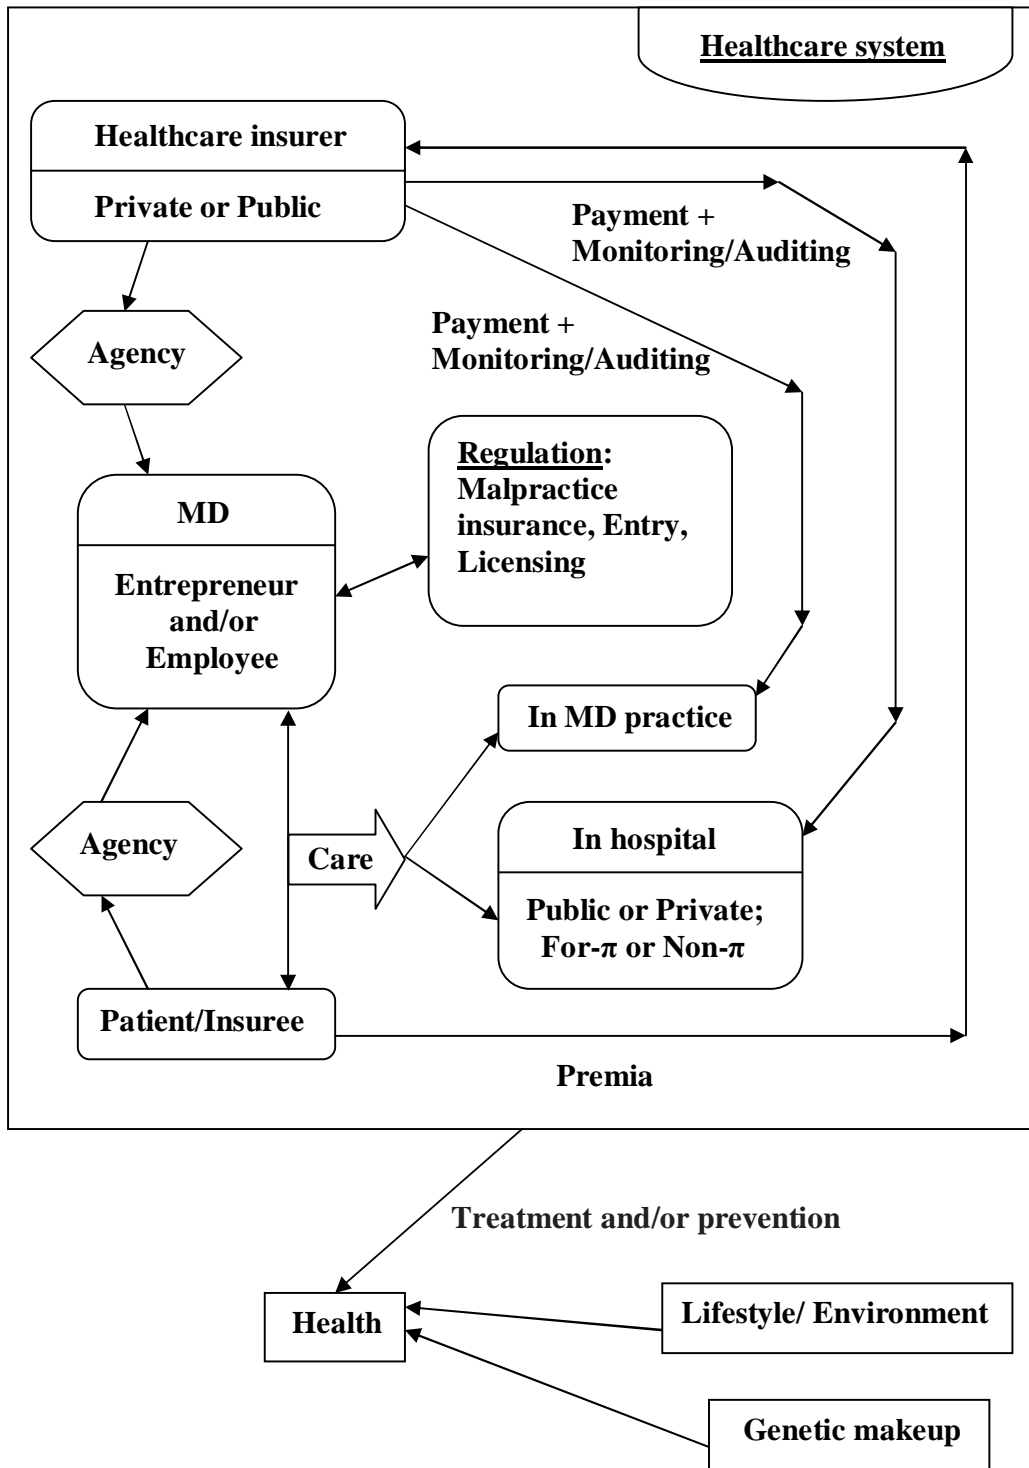 Healthcare system
Healthcare insurer
Private or Public
Payment +
Monitoring/Auditing
Payment +
Monitoring/Auditing
Agency
Regulation:
Malpractice
insurance, Entry,
Licensing
MD
Entrepreneur
and/or
Employee
In MD practice
Agency
Care
In hospital
Public or Private;
For-π or Non-π
Patient/Insuree
Premia
Treatment and/or prevention
Health
Lifestyle/ Environment
Genetic makeup